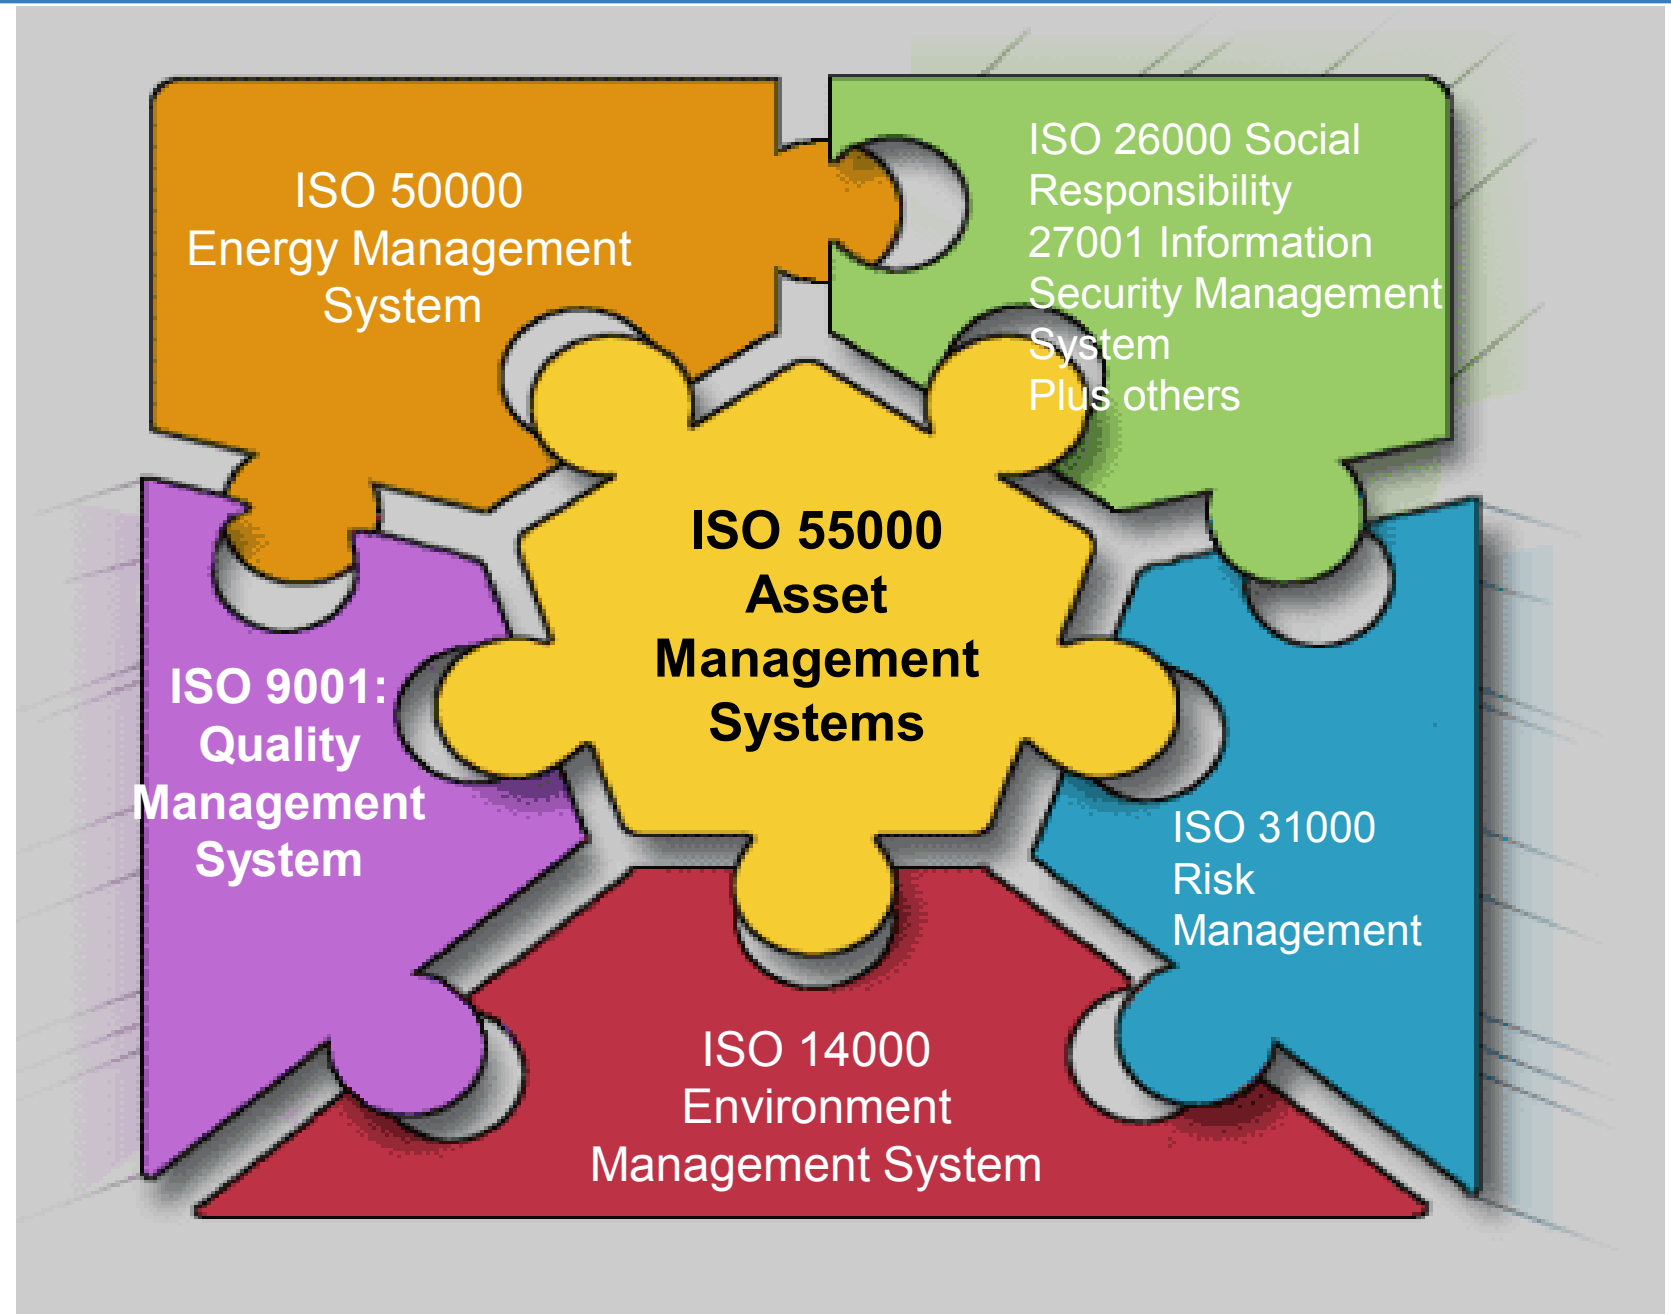 ISO 50000
Energy Management
System
ISO 26000 Social
Responsibility
27001 Information
Security Management
System
Plus others
ISO 55000
Asset
Management
Systems
ISO 9001:
Quality
Management
System
ISO 31000
Risk
Management
ISO 14000
Environment
Management System